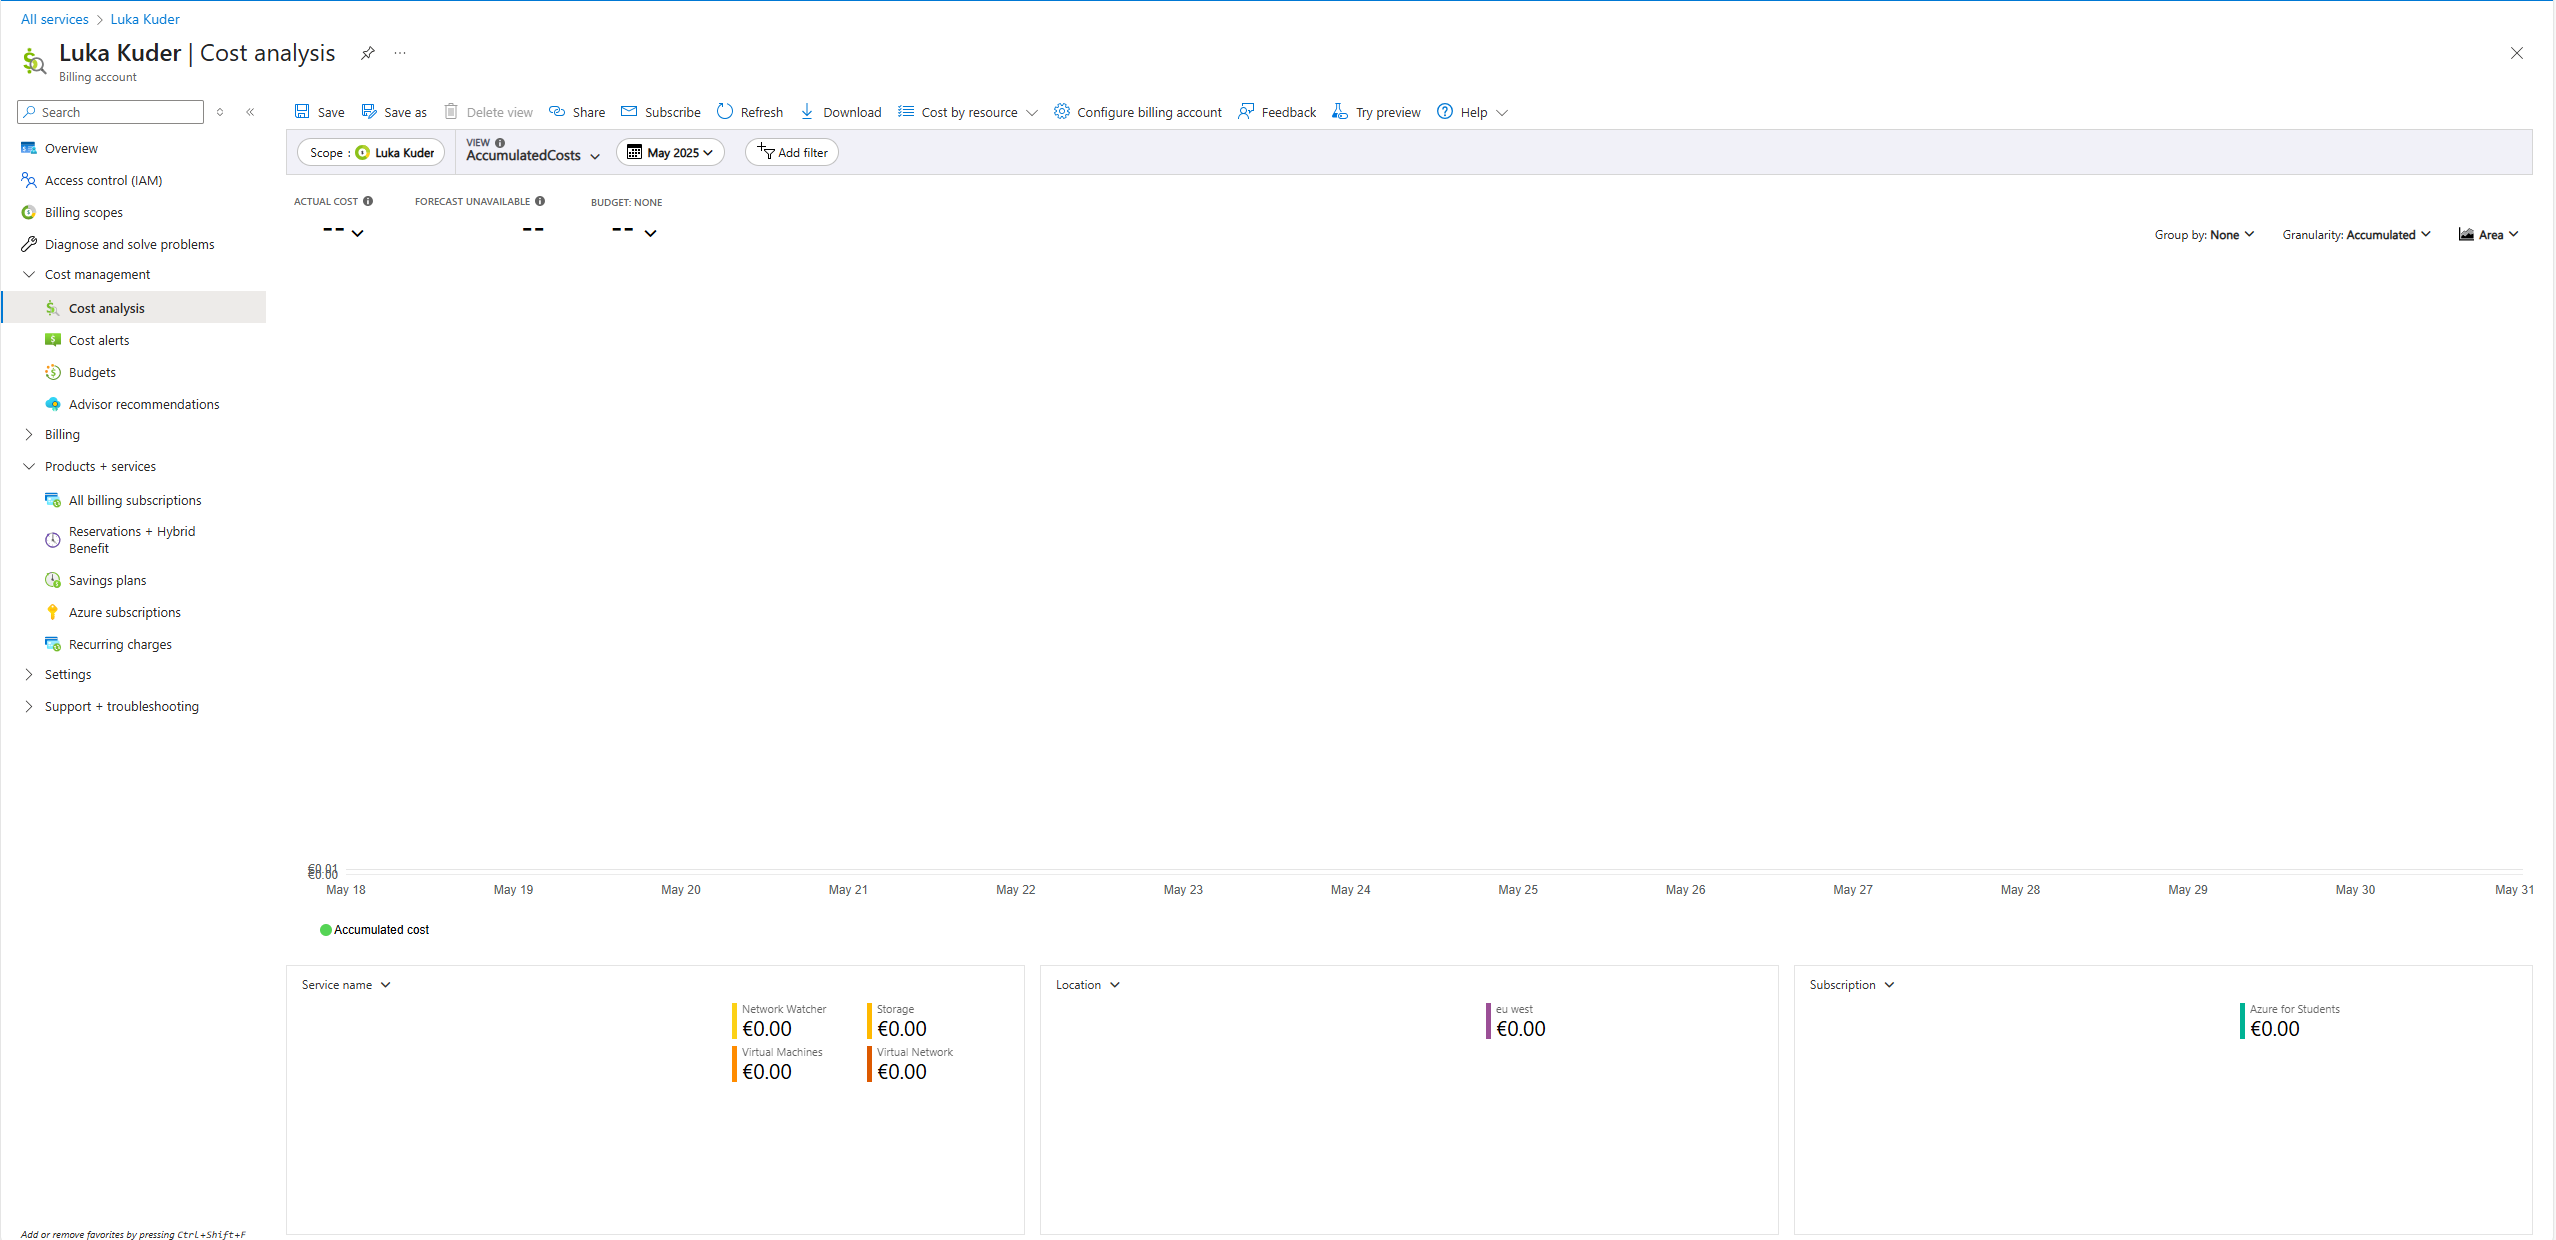 All services > Luka Kuder
Luka Kuder | Cost analysis
Billing account
Search
Overview
Access control (IAM)
Billing scopes
Diagnose and solve problems
Cost management
Cost analysis
Cost alerts
Budgets
Advisor recommendations
Billing
Products + services
All billing subscriptions
Reservations + Hybrid
Benefit
Savings plans
Azure subscriptions
Recurring charges
Settings
Support + troubleshooting
Add or remove favorites by pressing Ctrl+Shift+F
Save Save as Delete view Share Subscribe Refresh Download Cost by resource Configure billing account Feedback Try preview Help
Scope : Luka Kuder
VIEW
AccumulatedCosts
May 2025
Add filter
ACTUAL COST
--
FORECAST UNAVAILABLE
--
BUDGET: NONE
--
Group by: None Granularity: Accumulated Area
€0.01
€0.00
May 18 May 19 May 20 May 21 May 22 May 23 May 24 May 25 May 26 May 27 May 28 May 29 May 30 May 31
Accumulated cost
Service name
Network Watcher
€0.00
Storage
€0.00
Virtual Machines
€0.00
Virtual Network
€0.00
Location
eu west
€0.00
Subscription
Azure for Students
€0.00